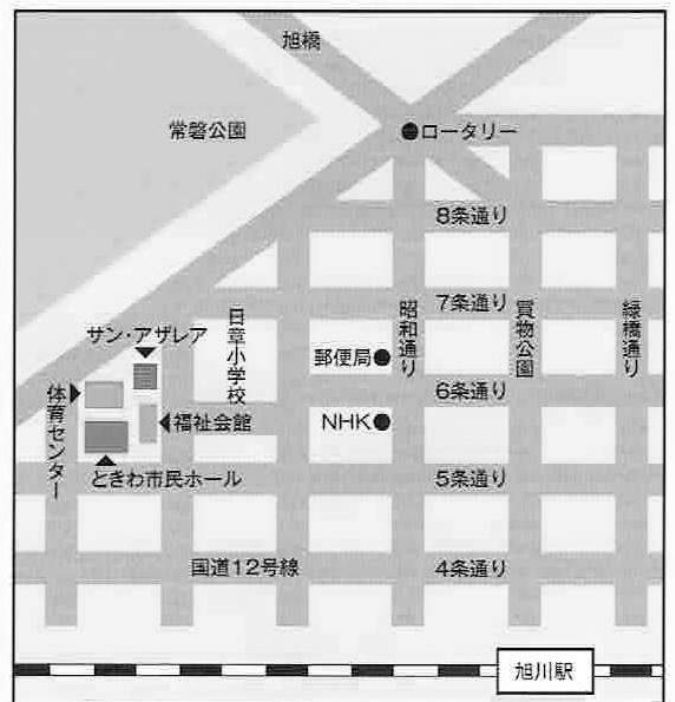 旭橋
常磐公園
ロータリー
8条通り
7条通り
日章小学校
昭和通り
買物公園
緑橋通り
サン・アザレア
郵便局
6条通り
体育センター
福祉会館
NHK
ときわ市民ホール
5条通り
国道12号線
4条通り
旭川駅